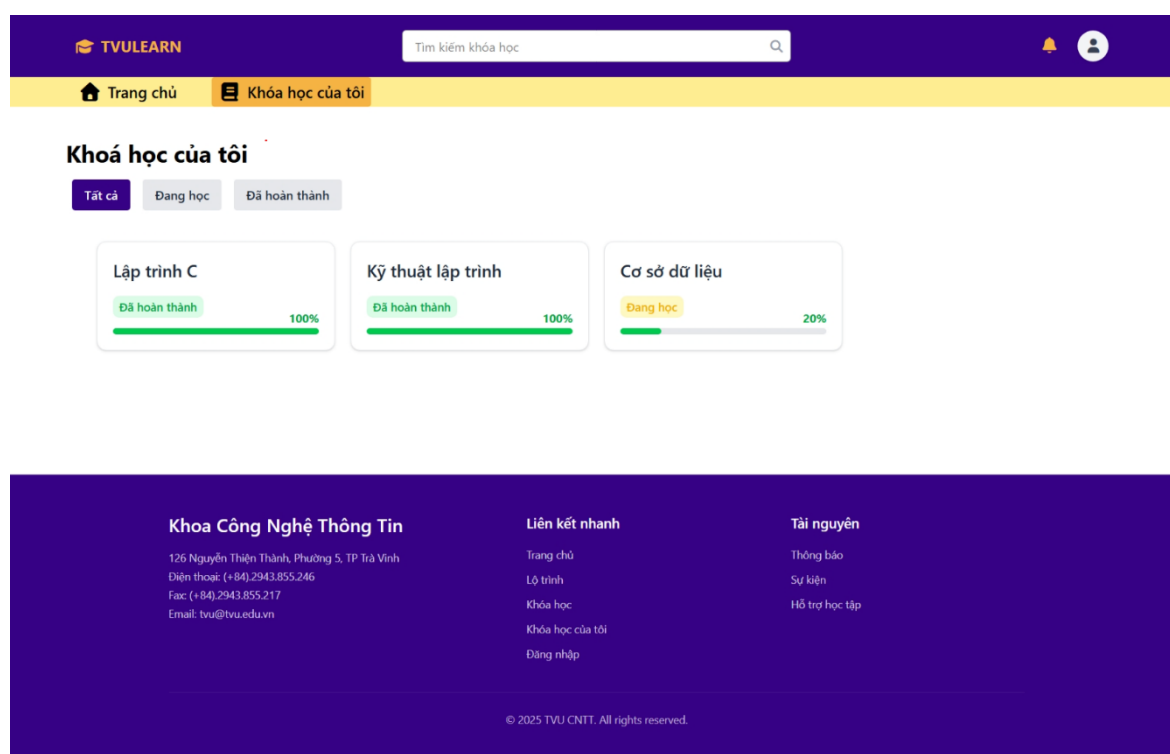 TVULEARN
Tìm kiếm khóa học
Trang chủ
Khóa học của tôi
Khoá học của tôi
Tất cả
Đang học
Đã hoàn thành
Lập trình C
Đã hoàn thành
100%
Kỹ thuật lập trình
Đã hoàn thành
100%
Cơ sở dữ liệu
Đang học
20%
Khoa Công Nghệ Thông Tin
126 Nguyễn Thiện Thành, Phường 5, TP Trà Vinh
Điện thoại: (+84).2943.855.246
Fax: (+84).2943.855.217
Email: tvu@tvu.edu.vn
Liên kết nhanh
Trang chủ
Lộ trình
Khóa học
Khóa học của tôi
Đăng nhập
Tài nguyên
Thông báo
Sự kiện
Hỗ trợ học tập
© 2025 TVU CNTT. All rights reserved.